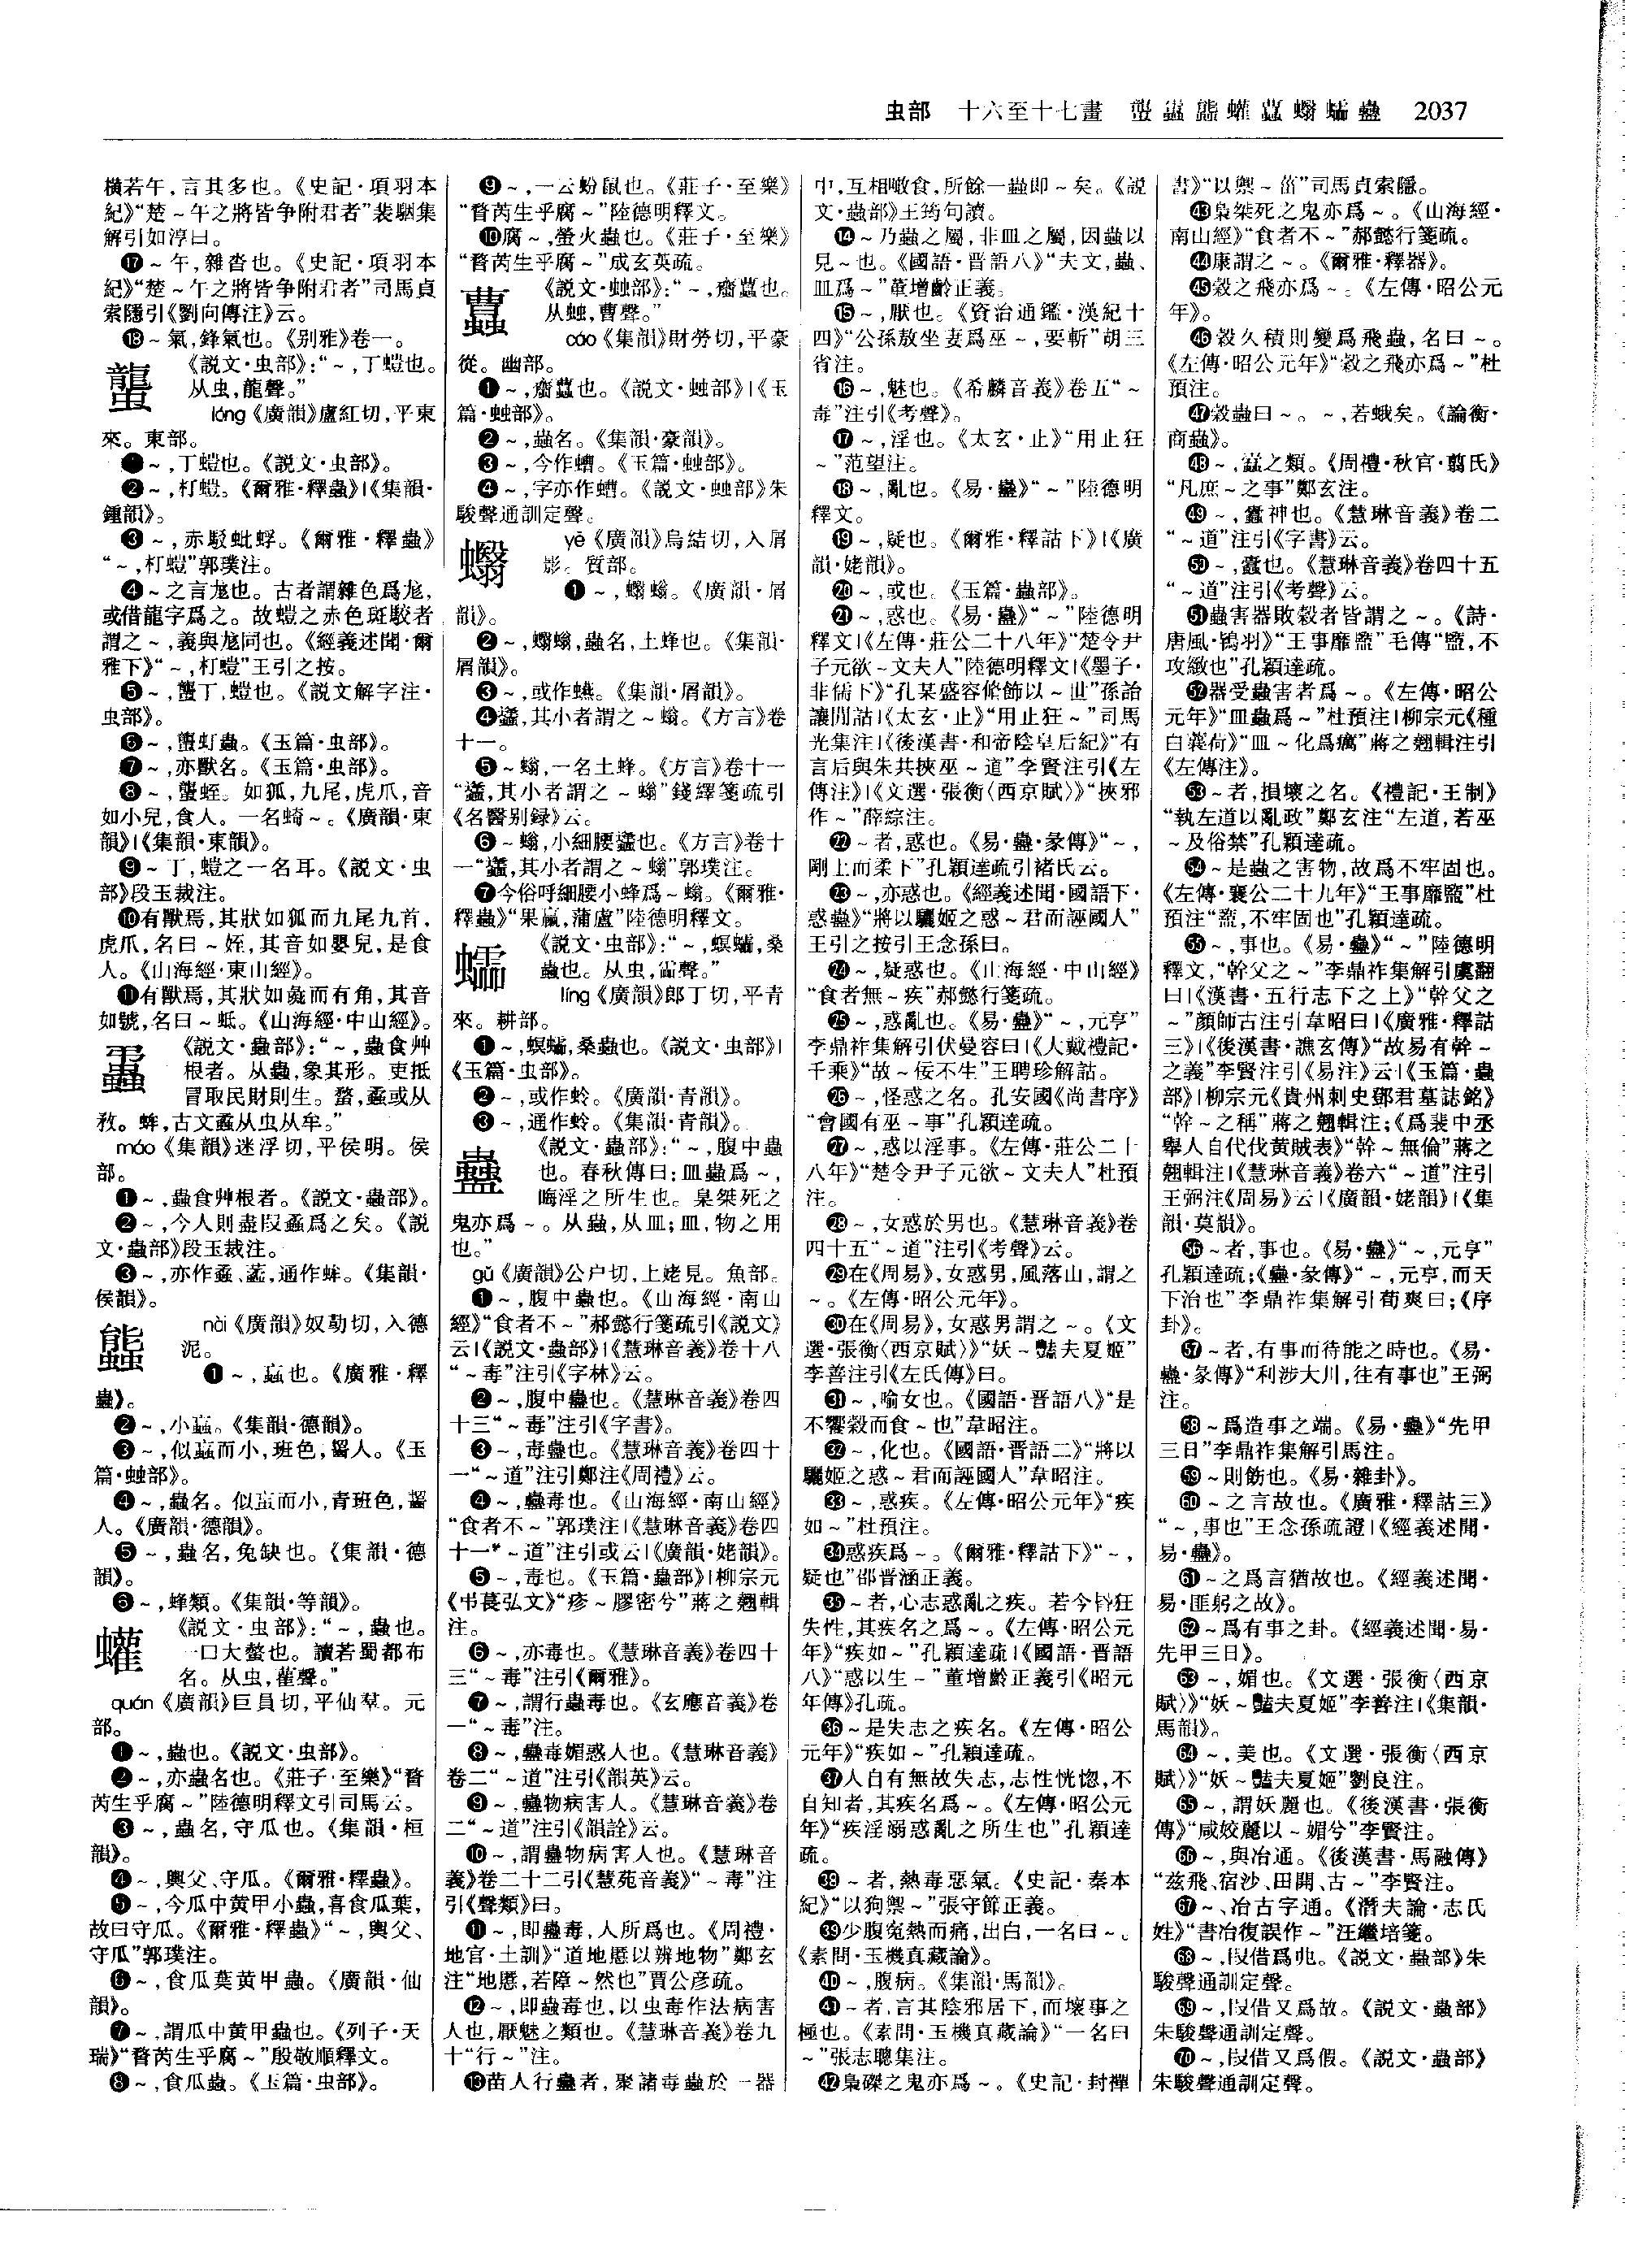 虫部 十六至十七畫 蠪蟊䘅蠸𧓏蠮蠕蠱 2037
橫若午,言其多也。《史記·項羽本
紀》“楚~午之將皆争附君者”裴駰集
解引如淳曰。
⓱~午,雜沓也。《史記·項羽本
紀》“楚~午之將皆争附君者”司馬貞
索隱引《劉向傳注》云。
⓲~氣,鋒氣也。《别雅》卷一。
蠪
《説文·虫部》:“~,丁螘也。
从虫,龍聲。”
lóng《廣韻》盧紅切,平東
來。東部。
❶~,丁螘也。《説文·虫部》。
❷~,朾螘。《爾雅·釋蟲》|《集韻·
鍾韻》。
❸~,赤駁蚍蜉。《爾雅·釋蟲》
“~,朾螘”郭璞注。
❹~之言尨也。古者謂雜色爲尨,
或借龍字爲之。故螘之赤色斑駁者
謂之~,義與尨同也。《經義述聞·爾
雅下》“~,朾螘”王引之按。
❺~,蠪丁,螘也。《説文解字注·
虫部》。
❻~,蠪虰蟲。《玉篇·虫部》。
❼~,亦獸名。《玉篇·虫部》。
❽~,蠪蛭。如狐,九尾,虎爪,音
如小兒,食人。一名蜻~。《廣韻·東
韻》|《集韻·東韻》。
❾~丁,螘之一名耳。《説文·虫
部》段玉裁注。
❿有獸焉,其狀如狐而九尾九首,
虎爪,名曰~姪,其音如嬰兒,是食
人。《山海經·東山經》。
⓫有獸焉,其狀如彘而有角,其音
如號,名曰~蚳。《山海經·中山經》。
《説文·蟲部》:“~,蟲食艸
根者。从蟲,象其形。吏抵
冒取民財則生。蝥,蟊或从
敄。蛑,古文蟊从虫从牟。”
máo《集韻》迷浮切,平侯明。侯
部。
❶~,蟲食艸根者。《説文·蟲部》。
❷~,今人則盡叚蟊爲之矣。《説
文·蟲部》段玉裁注。
❸~,亦作蟊、蝥,通作蛑。《集韻·
侯韻》。
nài《廣韻》奴勒切,入德
泥。
❶~,蝱也。《廣雅·釋
蟲》。
❷~,小蝱。《集韻·德韻》。
❸~,似蝱而小,班色,齧人。《玉
篇·䖵部》。
❹~,蟲名。似蝱而小,青班色,齧
人。《廣韻·德韻》。
❺~,蟲名,兔缺也。《集韻·德
韻》。
❻~,蜂類。《集韻·等韻》。
蠸
《説文·虫部》:“~,蟲也。
一曰大螫也。讀若蜀都布
名。从虫,雚聲。”
quán《廣韻》巨員切,平仙羣。元
部。
❶~,蟲也。《説文·虫部》。
❷~,亦蟲名也。《莊子·至樂》“瞀
芮生乎腐~”陸德明釋文引司馬云。
❸~,蟲名,守瓜也。《集韻·桓
韻》。
❹~,輿父、守瓜。《爾雅·釋蟲》。
❺~,今瓜中黄甲小蟲,喜食瓜葉,
故曰守瓜。《爾雅·釋蟲》“~,輿父、
守瓜”郭璞注。
❻~,食瓜葉黄甲蟲。《廣韻·仙
韻》。
❼~,謂瓜中黄甲蟲也。《列子·天
瑞》“瞀芮生乎腐~”殷敬順釋文。
❽~,食瓜蟲。《玉篇·虫部》。
❾~,一云蚡鼠也。《莊子·至樂》
“瞀芮生乎腐~”陸德明釋文。
❿腐~,螢火蟲也。《莊子·至樂》
“瞀芮生乎腐~”成玄英疏。
《説文·䖵部》:“~,齎蠤也。
从䖵,曹聲。”
cáo《集韻》財勞切,平豪
從。幽部。
❶~,齎蠤也。《説文·䖵部》|《玉
篇·䖵部》。
❷~,蟲名。《集韻·豪韻》。
❸~,今作螬。《玉篇·䖵部》。
❹~,字亦作螬。《説文·䖵部》朱
駿聲通訓定聲。
蠮
yē《廣韻》烏結切,入屑
影。質部。
❶~,蠮螉。《廣韻·屑
韻》。
❷~,蠮螉,蟲名,土蜂也。《集韻·
屑韻》。
❸~,或作蠮。《集韻·屑韻》。
❹蠭,其小者謂之~螉。《方言》卷
十一。
❺~螉,一名土蜂。《方言》卷十一
“蠭,其小者謂之~螉”錢繹箋疏引
《名醫别録》云。
❻~螉,小細腰蠭也。《方言》卷十
一“蠭,其小者謂之~螉”郭璞注。
❼今俗呼細腰小蜂爲~螉。《爾雅·
釋蟲》“果蠃,蒲盧”陸德明釋文。
《説文·虫部》:“~,螟蠕,桑
蟲也。从虫,霝聲。”
líng《廣韻》郎丁切,平青
來。耕部。
❶~,螟蠕,桑蟲也。《説文·虫部》|
《玉篇·虫部》。
❷~,或作蛉。《廣韻·青韻》。
❸~,通作蛉。《集韻·青韻》。
蠱
《説文·蟲部》:“~,腹中蟲
也。春秋傳曰:皿蟲爲~,
晦淫之所生也。臬桀死之
鬼亦爲~。从蟲,从皿;皿,物之用
也。”
gǔ《廣韻》公户切,上姥見。魚部。
❶~,腹中蟲也。《山海經·南山
經》“食者不~”郝懿行箋疏引《説文》
云|《説文·蟲部》|《慧琳音義》卷十八
“~毒”注引《字林》云。
❷~,腹中蠱也。《慧琳音義》卷四
十三“~毒”注引《字書》。
❸~,毒蠱也。《慧琳音義》卷四十
一“~道”注引鄭注《周禮》云。
❹~,蠱毒也。《山海經·南山經》
“食者不~”郭璞注|《慧琳音義》卷四
十一“~道”注引或云|《廣韻·姥韻》。
❺~,毒也。《玉篇·蟲部》|柳宗元
《弔萇弘文》“疹~膠密兮”蔣之翹輯
注。
❻~,亦毒也。《慧琳音義》卷四十
三“~毒”注引《爾雅》。
❼~,謂行蟲毒也。《玄應音義》卷
一“~毒”注。
❽~,蠱毒媚惑人也。《慧琳音義》
卷二“~道”注引《韻英》云。
❾~,蠱物病害人。《慧琳音義》卷
二“~道”注引《韻詮》云。
❿~,謂蠱物病害人也。《慧琳音
義》卷二十二引《慧苑音義》“~毒”注
引《聲類》曰。
⓫~,即蠱毒,人所爲也。《周禮·
地官·土訓》“道地慝以辨地物”鄭玄
注“地慝,若障~然也”賈公彦疏。
⓬~,即蟲毒也,以虫毒作法病害
人也,厭魅之類也。《慧琳音義》卷九
十“行~”注。
⓭苗人行蠱者,聚諸毒蟲於一器
中,互相噉食,所餘一蟲即~矣。《説
文·蟲部》王筠句讀。
⓮~乃蟲之屬,非皿之屬,因蟲以
見~也。《國語·晋語八》“夫文,蟲、
皿爲~”董增齡正義。
⓯~,厭也。《資治通鑑·漢紀十
四》“公孫敖坐妻爲巫~,要斬”胡三
省注。
⓰~,魅也。《希麟音義》卷五“~
毒”注引《考聲》。
⓱~,淫也。《太玄·止》“用止狂
~”范望注。
⓲~,亂也。《易·蠱》“~”陸德明
釋文。
⓳~,疑也。《爾雅·釋詁下》|《廣
韻·姥韻》。
⓴~,或也。《玉篇·蟲部》。
㉑~,惑也。《易·蠱》“~”陸德明
釋文|《左傳·莊公二十八年》“楚令尹
子元欲~文夫人”陸德明釋文|《墨子·
非儒下》“孔某盛容脩飾以~世”孫詒
讓閒詁|《太玄·止》“用止狂~”司馬
光集注|《後漢書·和帝陰皇后紀》“有
言后與朱共挾巫~道”李賢注引《左
傳注》|《文選·張衡〈西京賦〉》“挾邪
作~”薛綜注。
㉒~者,惑也。《易·蠱·彖傳》“~,
剛上而柔下”孔穎達疏引褚氏云。
㉓~,亦惑也。《經義述聞·國語下·
惑蠱》“將以驪姬之惑~君而誣國人”
王引之按引王念孫曰。
㉔~,疑惑也。《山海經·中山經》
“食者無~疾”郝懿行箋疏。
㉕~,惑亂也。《易·蠱》“~,元亨”
李鼎祚集解引伏曼容曰|《大戴禮記·
千乘》“故~佞不生”王聘珍解詁。
㉖~,怪惑之名。孔安國《尚書序》
“會國有巫~事”孔穎達疏。
㉗~,惑以淫事。《左傳·莊公二十
八年》“楚令尹子元欲~文夫人”杜預
注。
㉘~,女惑於男也。《慧琳音義》卷
四十五“~道”注引《考聲》云。
㉙在《周易》,女惑男,風落山,謂之
~。《左傳·昭公元年》。
㉚在《周易》,女惑男謂之~。《文
選·張衡〈西京賦〉》“妖~豔夫夏姬”
李善注引《左氏傳》曰。
㉛~,喻女也。《國語·晋語八》“是
不饗穀而食~也”韋昭注。
㉜~,化也。《國語·晋語二》“將以
驪姬之惑~君而誣國人”韋昭注。
㉝~,惑疾。《左傳·昭公元年》“疾
如~”杜預注。
㉞惑疾爲~。《爾雅·釋詁下》“~,
疑也”邵晋涵正義。
㉟~者,心志惑亂之疾。若今昏狂
失性,其疾名之爲~。《左傳·昭公元
年》“疾如~”孔穎達疏|《國語·晋語
八》“惑以生~”董增齡正義引《昭元
年傳》孔疏。
㊱~是失志之疾名。《左傳·昭公
元年》“疾如~”孔穎達疏。
㊲人自有無故失志,志性恍惚,不
自知者,其疾名爲~。《左傳·昭公元
年》“疾淫溺惑亂之所生也”孔穎達
疏。
㊳~者,熱毒惡氣。《史記·秦本
紀》“以狗禦~”張守節正義。
㊴少腹寃熱而痛,出白,一名曰~。
《素問·玉機真藏論》。
㊵~,腹病。《集韻·馬韻》。
㊶~者,言其陰邪居下,而壞事之
極也。《素問·玉機真藏論》“一名曰
~”張志聰集注。
㊷梟磔之鬼亦爲~。《史記·封禪
書》“以禦~菑”司馬貞索隱。
㊸梟桀死之鬼亦爲~。《山海經·
南山經》“食者不~”郝懿行箋疏。
㊹康謂之~。《爾雅·釋器》。
㊺穀之飛亦爲~。《左傳·昭公元
年》。
㊻穀久積則變爲飛蟲,名曰~。
《左傳·昭公元年》“穀之飛亦爲~”杜
預注。
㊼穀蟲曰~。~,若蛾矣。《論衡·
商蟲》。
㊽~,蠹之類。《周禮·秋官·翦氏》
“凡庶~之事”鄭玄注。
㊾~,蠱神也。《慧琳音義》卷二
“~道”注引《字書》云。
㊿~,蠱也。《慧琳音義》卷四十五
“~道”注引《考聲》云。
51蟲害器敗穀者皆謂之~。《詩·
唐風·鴇羽》“王事靡盬”毛傳“盬,不
攻緻也”孔穎達疏。
52器受蟲害者爲~。《左傳·昭公
元年》“皿蟲爲~”杜預注|柳宗元《種
白蘘荷》“皿~化爲癘”蔣之翹輯注引
《左傳注》。
53~者,損壞之名。《禮記·王制》
“執左道以亂政”鄭玄注“左道,若巫
~及俗禁”孔穎達疏。
54~是蟲之害物,故爲不牢固也。
《左傳·襄公二十九年》“王事靡盬”杜
預注“盬,不牢固也”孔穎達疏。
55~,事也。《易·蠱》“~”陸德明
釋文,“幹父之~”李鼎祚集解引虞翻
曰|《漢書·五行志下之上》“幹父之
~”顔師古注引韋昭曰|《廣雅·釋詁
三》|《後漢書·譙玄傳》“故易有幹~
之義”李賢注引《易注》云|《玉篇·蟲
部》|柳宗元《貴州刺史鄧君墓誌銘》
“幹~之稱”蔣之翹輯注;《爲裴中丞
舉人自代伐黄賊表》“幹~無倫”蔣之
翹輯注|《慧琳音義》卷六“~道”注引
王弼注《周易》云|《廣韻·姥韻》|《集
韻·莫韻》。
56~者,事也。《易·蠱》“~,元亨”
孔穎達疏;《蠱·彖傳》“~,元亨,而天
下治也”李鼎祚集解引荀爽曰;《序
卦》。
57~者,有事而待能之時也。《易·
蠱·彖傳》“利涉大川,往有事也”王弼
注。
58~爲造事之端。《易·蠱》“先甲
三日”李鼎祚集解引馬注。
59~則飭也。《易·雜卦》。
60~之言故也。《廣雅·釋詁三》
“~,事也”王念孫疏證|《經義述聞·
易·蠱》。
61~之爲言猶故也。《經義述聞·
易·匪躬之故》。
62~爲有事之卦。《經義述聞·易·
先甲三日》。
63~,媚也。《文選·張衡〈西京
賦〉》“妖~豔夫夏姬”李善注|《集韻·
馬韻》。
64~,美也。《文選·張衡〈西京
賦〉》“妖~豔夫夏姬”劉良注。
65~,謂妖麗也。《後漢書·張衡
傳》“咸姣麗以~媚兮”李賢注。
66~,與冶通。《後漢書·馬融傳》
“兹飛、宿沙、田開、古~”李賢注。
67~、冶古字通。《潛夫論·志氏
姓》“書冶復誤作~”汪繼培箋。
68~,叚借爲虺。《説文·蟲部》朱
駿聲通訓定聲。
69~,叚借又爲故。《説文·蟲部》
朱駿聲通訓定聲。
70~,叚借又爲假。《説文·蟲部》
朱駿聲通訓定聲。